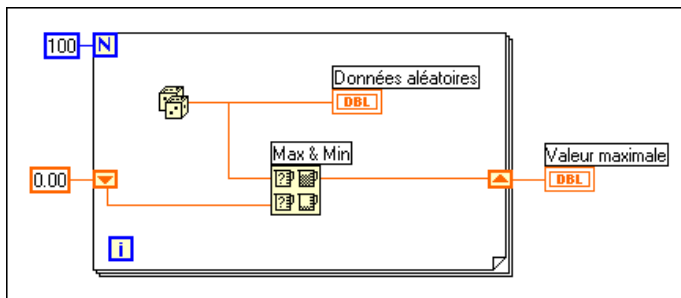 100
N
Données aléatoires
DBL
Max & Min
Valeur maximale
0.00
DBL
i